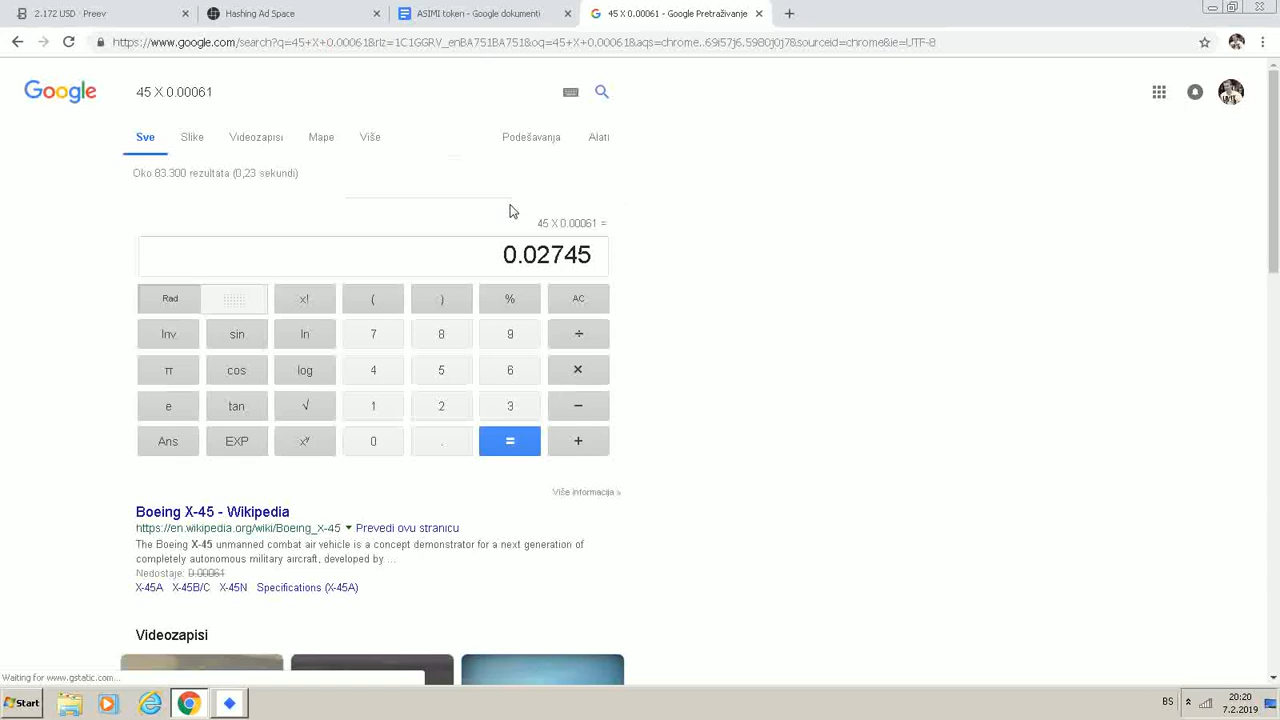 2.172 USD - Preev
Hashing Ad Space
ASIMI token - Google dokumenti
45 X 0.00061 - Google Pretraživanje
https://www.google.com/search?q=45+X+0.00061&rlz=1C1GGRV_enBA751BA751&oq=45+X+0.00061&aqs=chrome..69i57j6.5980j0j7&sourceid=chrome&ie=UTF-8
Google
45 X 0.00061
Sve Slike Videozapisi Mape Više Podešavanja Alati
Oko 83.300 rezultata (0,23 sekundi)
45 X 0.00061 =
0.02745
Rad x! ( ) % AC
Inv sin ln 7 8 9 ÷
π cos log 4 5 6 ×
e tan √ 1 2 3 −
Ans EXP xʸ 0 . = +
Više informacija
Boeing X-45 - Wikipedia
https://en.wikipedia.org/wiki/Boeing_X-45 ▼ Prevedi ovu stranicu
The Boeing X-45 unmanned combat air vehicle is a concept demonstrator for a next generation of
completely autonomous military aircraft, developed by ...
Nedostaje: 0.00061
X-45A X-45B/C X-45N Specifications (X-45A)
Videozapisi
Waiting for www.gstatic.com...
Start
BS
20:20
7.2.2019